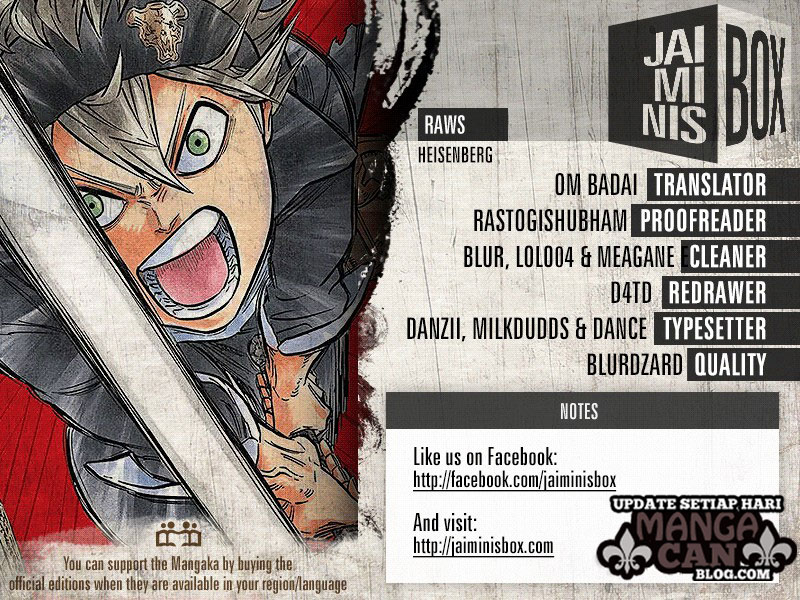 JAI
MI
NIS
BOX
RAWS
HEISENBERG
OM BADAI TRANSLATOR
RASTOGISHUBHAM PROOFREADER
BLUR, LOLO04 & MEAGANE CLEANER
D4TD REDRAWER
DANZII, MILKDUDDS & DANCE TYPESETTER
BLURDZARD QUALITY
NOTES
Like us on Facebook:
http://facebook.com/jaiminisbox
And visit:
http://jaiminisbox.com
UPDATE SETIAP HARI
MANGA
CAN
BLOG.COM
You can support the Mangaka by buying the
official editions when they are available in your region/language